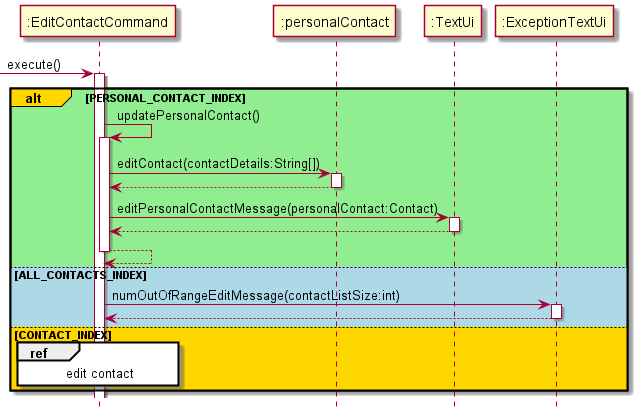 :EditContactCommand
:personalContact
:TextUi
:ExceptionTextUi
execute()
alt
[PERSONAL_CONTACT_INDEX]
updatePersonalContact()
editContact(contactDetails:String[])
editPersonalContactMessage(personalContact:Contact)
[ALL_CONTACTS_INDEX]
numOutOfRangeEditMessage(contactListSize:int)
[CONTACT_INDEX]
ref
edit contact